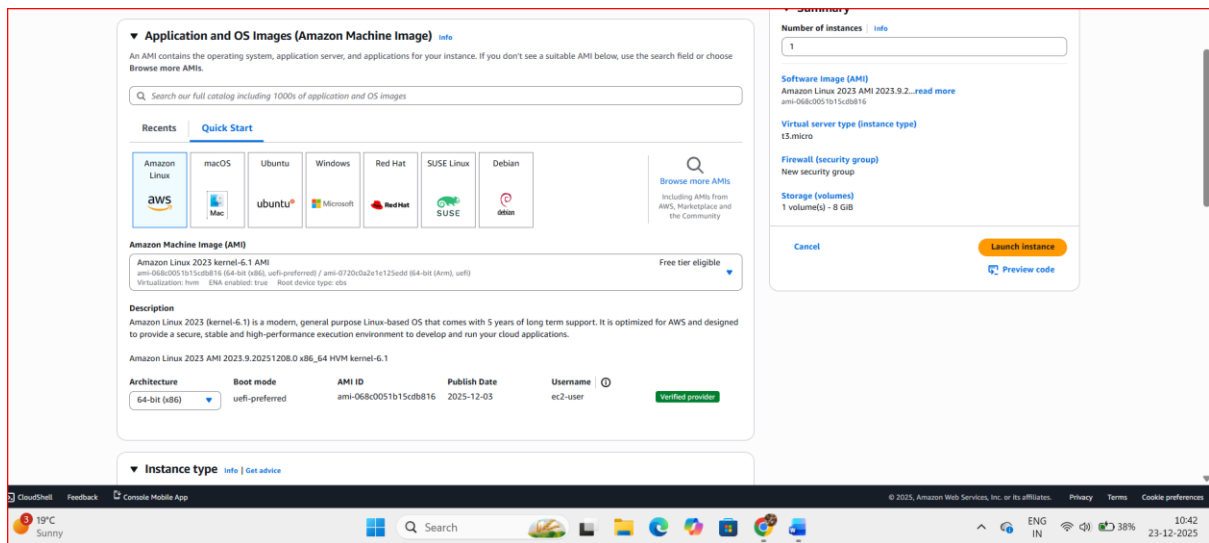 ▼ Application and OS Images (Amazon Machine Image) Info
An AMI contains the operating system, application server, and applications for your instance. If you don't see a suitable AMI below, use the search field or choose
Browse more AMIs.
Search our full catalog including 1000s of application and OS images
Recents Quick Start
Amazon Linux
aws
macOS
Mac
Ubuntu
ubuntu
Windows
Microsoft
Red Hat
Red Hat
SUSE Linux
SUSE
Debian
debian
Browse more AMIs
Including AMIs from
AWS, Marketplace and
the Community
Amazon Machine Image (AMI)
Amazon Linux 2023 kernel-6.1 AMI Free tier eligible
ami-068c0051b15cdb816 (64-bit (x86), uefi-preferred) / ami-0720c0a2e1e125edd (64-bit (Arm), uefi)
Virtualization: hvm ENA enabled: true Root device type: ebs
Description
Amazon Linux 2023 (kernel-6.1) is a modern, general purpose Linux-based OS that comes with 5 years of long term support. It is optimized for AWS and designed
to provide a secure, stable and high-performance execution environment to develop and run your cloud applications.
Amazon Linux 2023 AMI 2023.9.20251208.0 x86_64 HVM kernel-6.1
Architecture Boot mode AMI ID Publish Date Username
64-bit (x86) uefi-preferred ami-068c0051b15cdb816 2025-12-03 ec2-user Verified provider
▼ Instance type Info | Get advice
▼ Summary
Number of instances Info
1
Software Image (AMI)
Amazon Linux 2023 AMI 2023.9.2...read more
ami-068c0051b15cdb816
Virtual server type (instance type)
t3.micro
Firewall (security group)
New security group
Storage (volumes)
1 volume(s) - 8 GiB
Cancel Launch instance
Preview code
CloudShell Feedback Console Mobile App © 2025, Amazon Web Services, Inc. or its affiliates. Privacy Terms Cookie preferences
3
19°C
Sunny
Search
ENG
IN
38%
10:42
23-12-2025